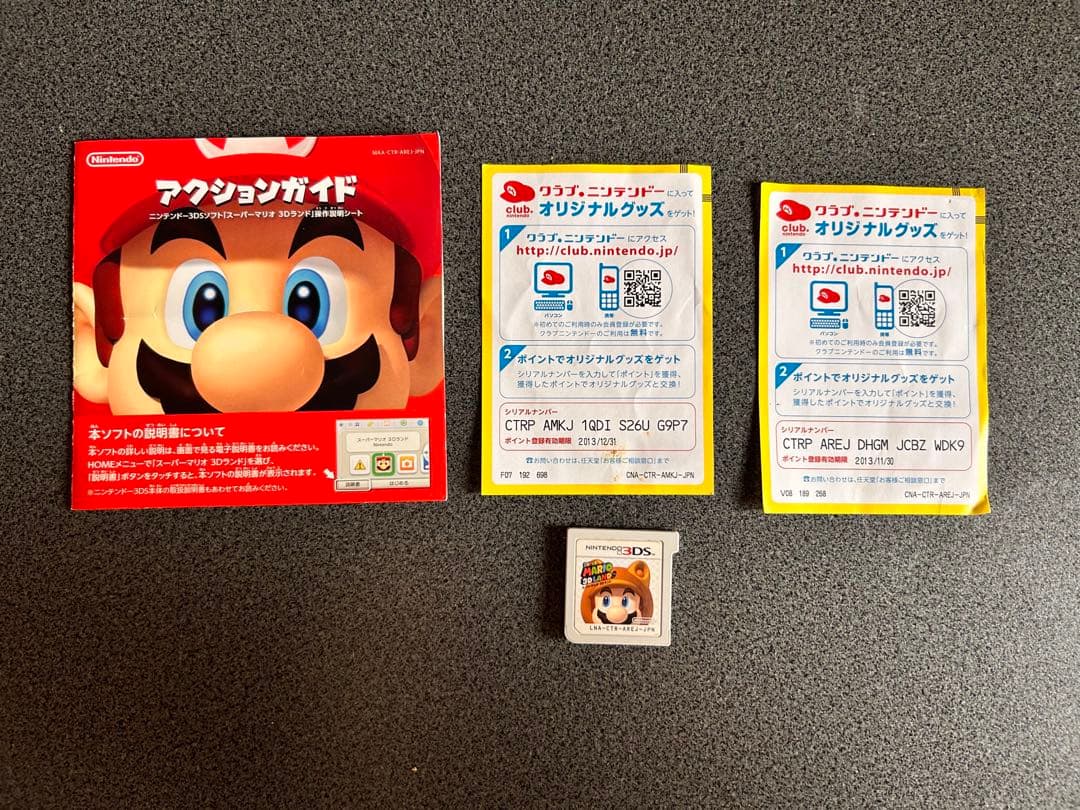 Nintendo
MAA-CTR-AREJ-JPN
アクションガイド
ニンテンドー3DSソフト「スーパーマリオ 3Dランド」操作説明シート
本ソフトの説明書について
本ソフトの詳しい説明は、画面で見る電子説明書をお読みください。
HOMEメニューで「スーパーマリオ 3Dランド」を選び、
「説明書」ボタンをタッチすると、本ソフトの説明書が表示されます。
※ニンテンドー3DS本体の取扱説明書もあわせてお読みください。
スーパーマリオ 3Dランド
Nintendo
説明書
はじめる
club.
nintendo
クラブ・ニンテンドーに入って
オリジナルグッズをゲット!
1
クラブ・ニンテンドーにアクセス
http://club.nintendo.jp/
パソコン
携帯
※初めてのご利用時のみ会員登録が必要です。
クラブニンテンドーのご利用は無料です。
2
ポイントでオリジナルグッズをゲット
シリアルナンバーを入力して「ポイント」を獲得、
獲得したポイントでオリジナルグッズと交換!
シリアルナンバー
CTRP AMKJ 1QDI S26U G9P7
ポイント登録有効期限 2013/12/31
☎お問い合わせは、任天堂「お客様ご相談窓口」まで
F07 192 698
CNA-CTR-AMKJ-JPN
club.
nintendo
クラブ・ニンテンドーに入って
オリジナルグッズをゲット!
1
クラブ・ニンテンドーにアクセス
http://club.nintendo.jp/
パソコン
携帯
※初めてのご利用時のみ会員登録が必要です。
クラブニンテンドーのご利用は無料です。
2
ポイントでオリジナルグッズをゲット
シリアルナンバーを入力して「ポイント」を獲得、
獲得したポイントでオリジナルグッズと交換!
シリアルナンバー
CTRP AREJ DHGM JCBZ WDK9
ポイント登録有効期限 2013/11/30
☎お問い合わせは、任天堂「お客様ご相談窓口」まで
V08 189 268
CNA-CTR-AREJ-JPN
NINTENDO 3DS
SUPER
MARIO
3D LAND
Nintendo
LNA-CTR-AREJ-JPN